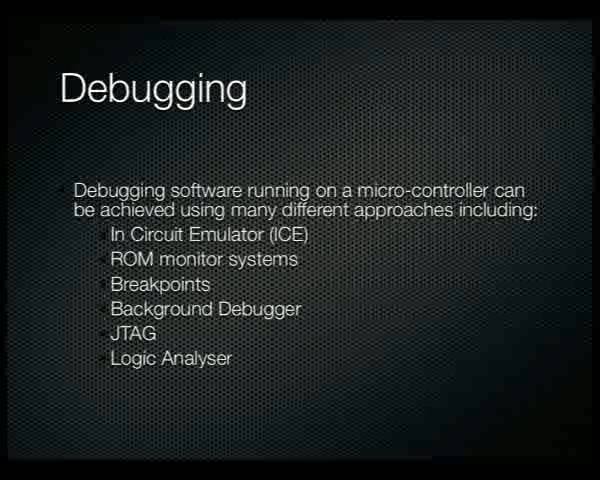 Debugging
Debugging software running on a micro-controller can
be achieved using many different approaches including:
In Circuit Emulator (ICE)
ROM monitor systems
Breakpoints
Background Debugger
JTAG
Logic Analyser